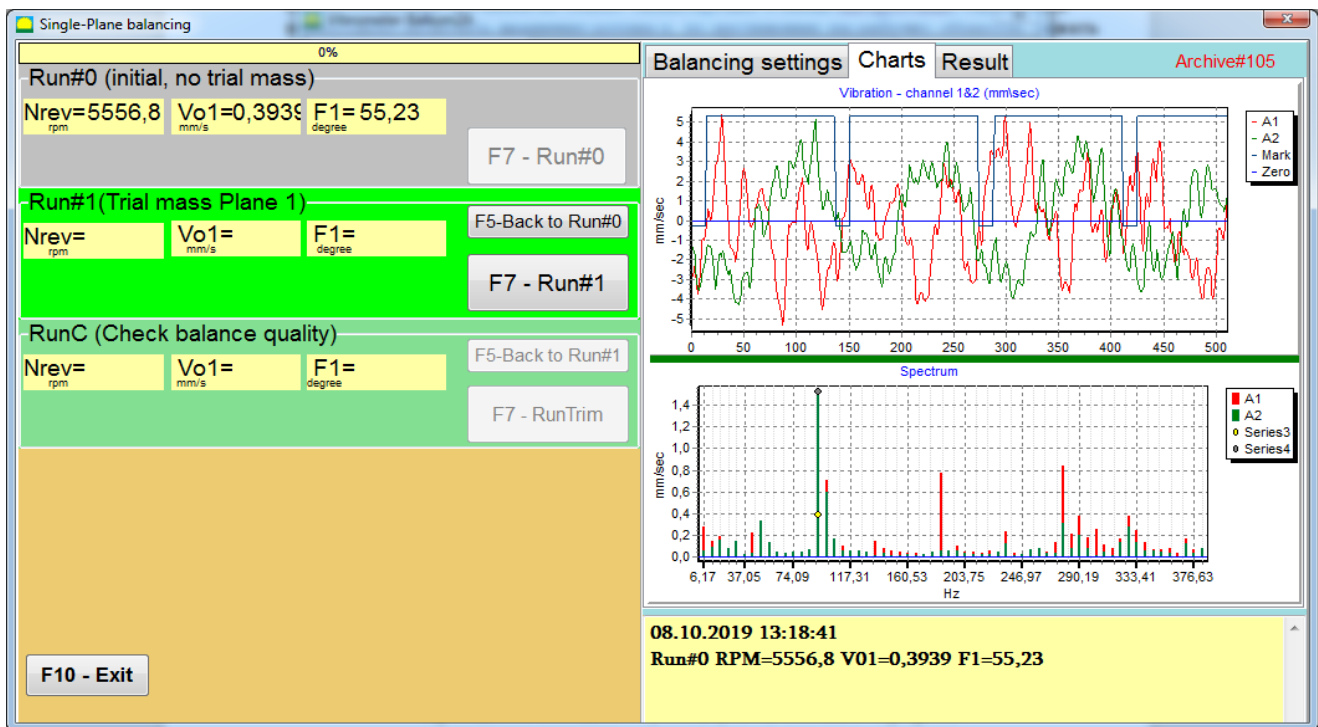 Single-Plane balancing
0%
Run#0 (initial, no trial mass)
Nrev=5556,8 Vo1=0,3939 F1= 55,23
rpm mm/s degree
F7 - Run#0
Run#1(Trial mass Plane 1)
F5-Back to Run#0
Nrev= Vo1= F1=
rpm mm/s degree
F7 - Run#1
RunC (Check balance quality)
F5-Back to Run#1
Nrev= Vo1= F1=
rpm mm/s degree
F7 - RunTrim
F10 - Exit
Balancing settings Charts Result Archive#105
Vibration - channel 1&2 (mm\sec)
5
4
3
2
1
0
-1
-2
-3
-4
-5
mm/sec
0 50 100 150 200 250 300 350 400 450 500
A1
A2
Mark
Zero
Spectrum
1,4
1,2
1,0
0,8
0,6
0,4
0,2
0,0
mm/sec
6,17 37,05 74,09 117,31 160,53 203,75 246,97 290,19 333,41 376,63
Hz
A1
A2
Series3
Series4
08.10.2019 13:18:41
Run#0 RPM=5556,8 V01=0,3939 F1=55,23